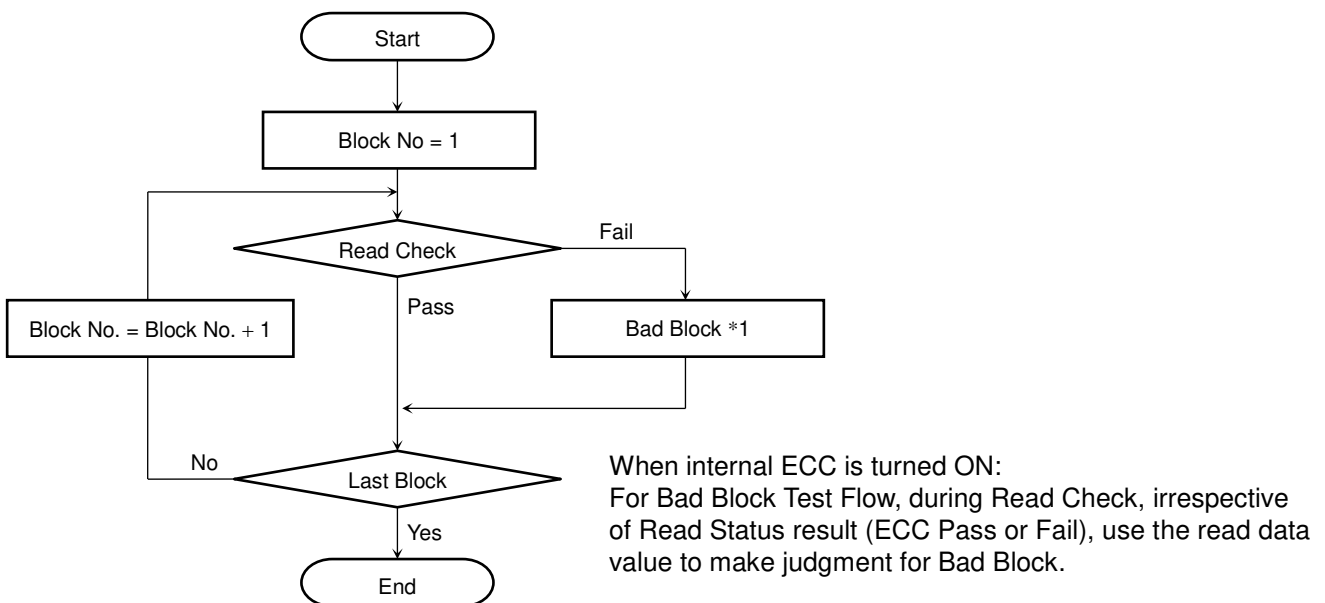 Start
Block No = 1
Read Check
Fail
Pass
Block No. = Block No. + 1
Bad Block *1
No
Last Block
Yes
End
When internal ECC is turned ON:
For Bad Block Test Flow, during Read Check, irrespective
of Read Status result (ECC Pass or Fail), use the read data
value to make judgment for Bad Block.